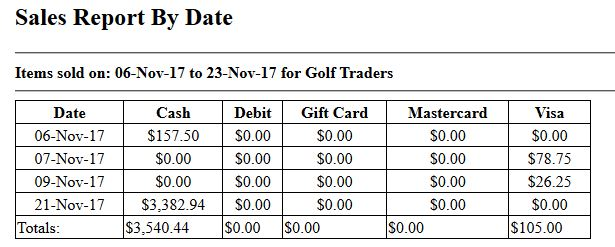 Sales Report By Date
Items sold on: 06-Nov-17 to 23-Nov-17 for Golf Traders
Date Cash Debit Gift Card Mastercard Visa
06-Nov-17 $157.50 $0.00 $0.00 $0.00 $0.00
07-Nov-17 $0.00 $0.00 $0.00 $0.00 $78.75
09-Nov-17 $0.00 $0.00 $0.00 $0.00 $26.25
21-Nov-17 $3,382.94 $0.00 $0.00 $0.00 $0.00
Totals: $3,540.44 $0.00 $0.00 $0.00 $105.00